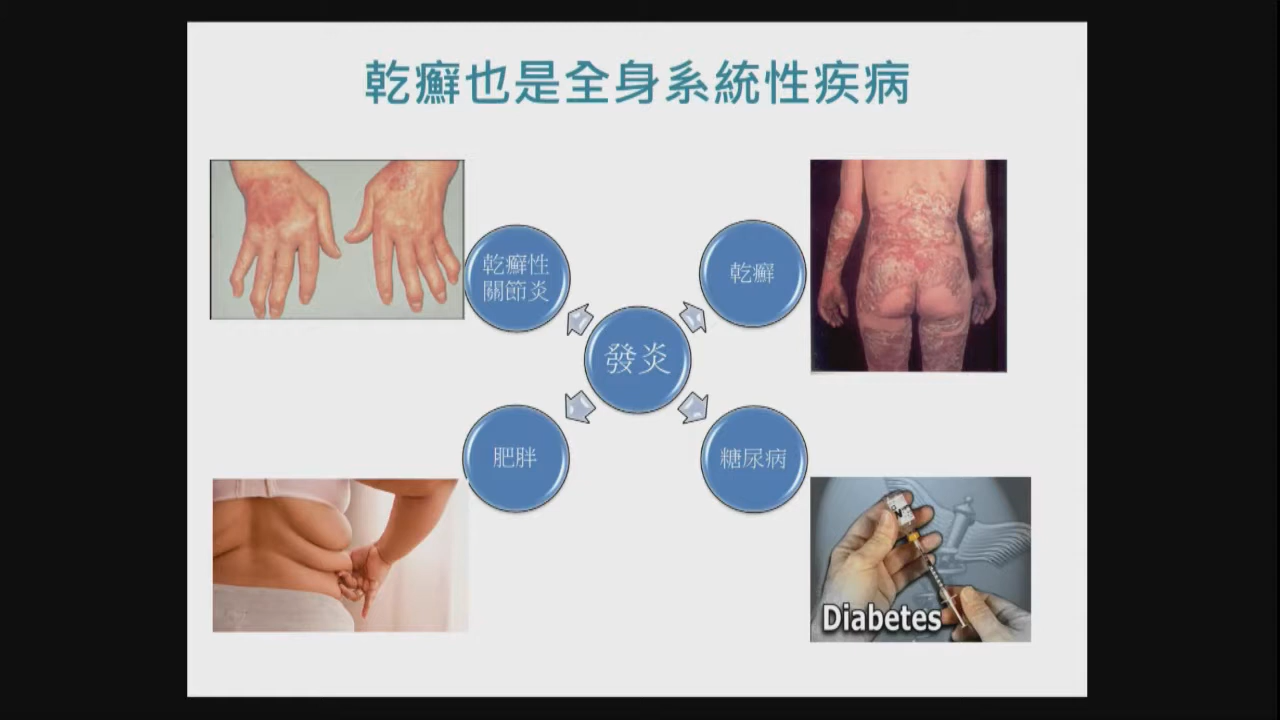 乾癬也是全身系統性疾病
乾癬性
關節炎
乾癬
發炎
肥胖
糖尿病
Diabetes